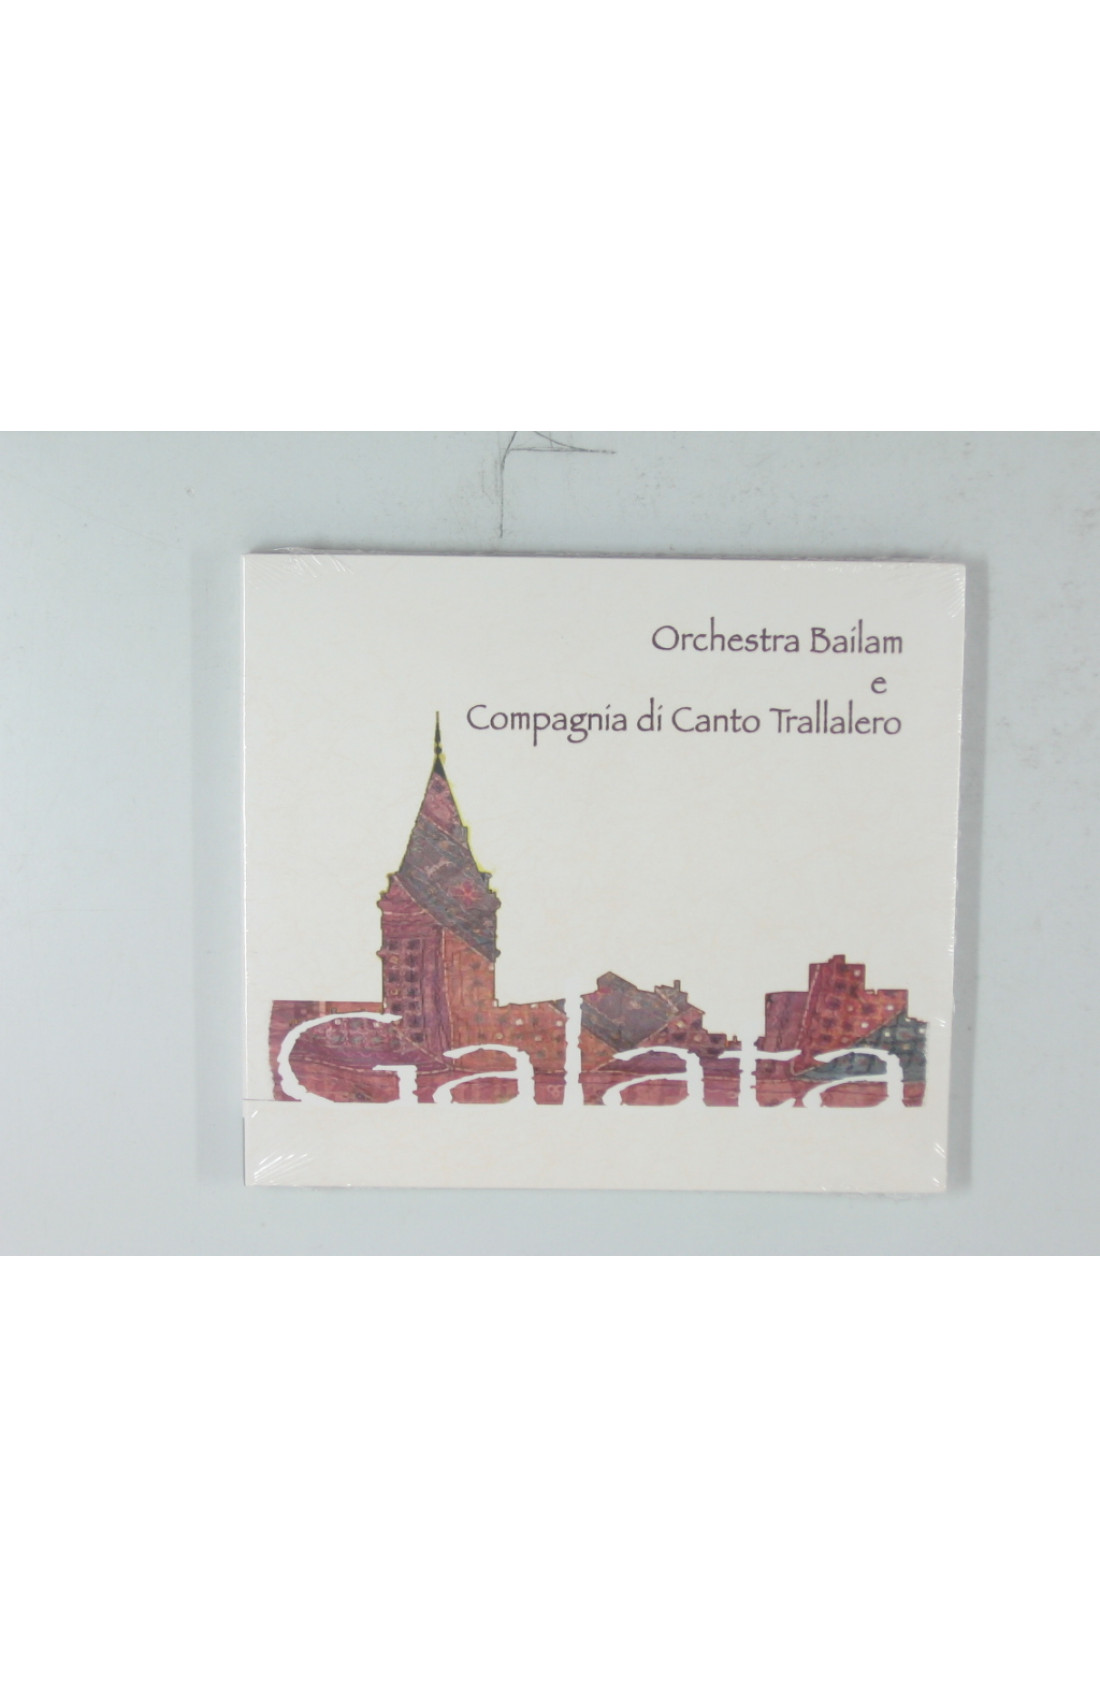 Orchestra Bailam
e
Compagnia di Canto Trallalero
Galata